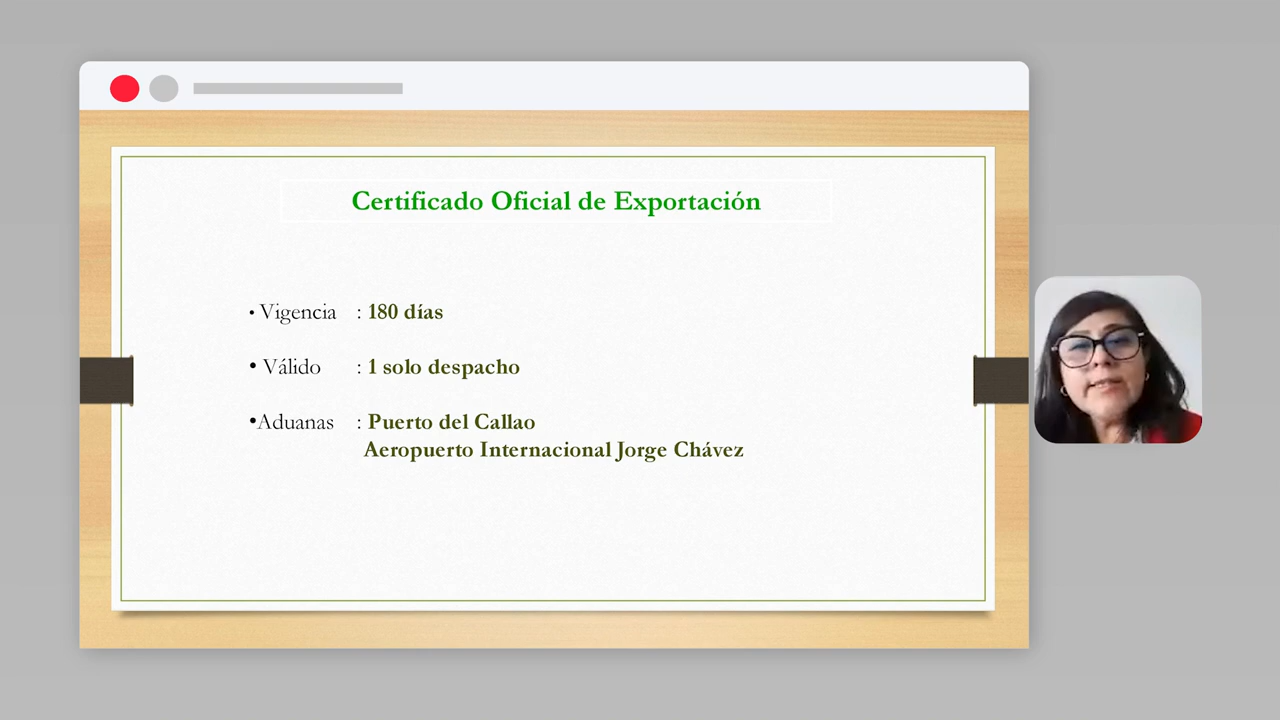 Certificado Oficial de Exportación
• Vigencia : 180 días
• Válido : 1 solo despacho
•Aduanas : Puerto del Callao
Aeropuerto Internacional Jorge Chávez